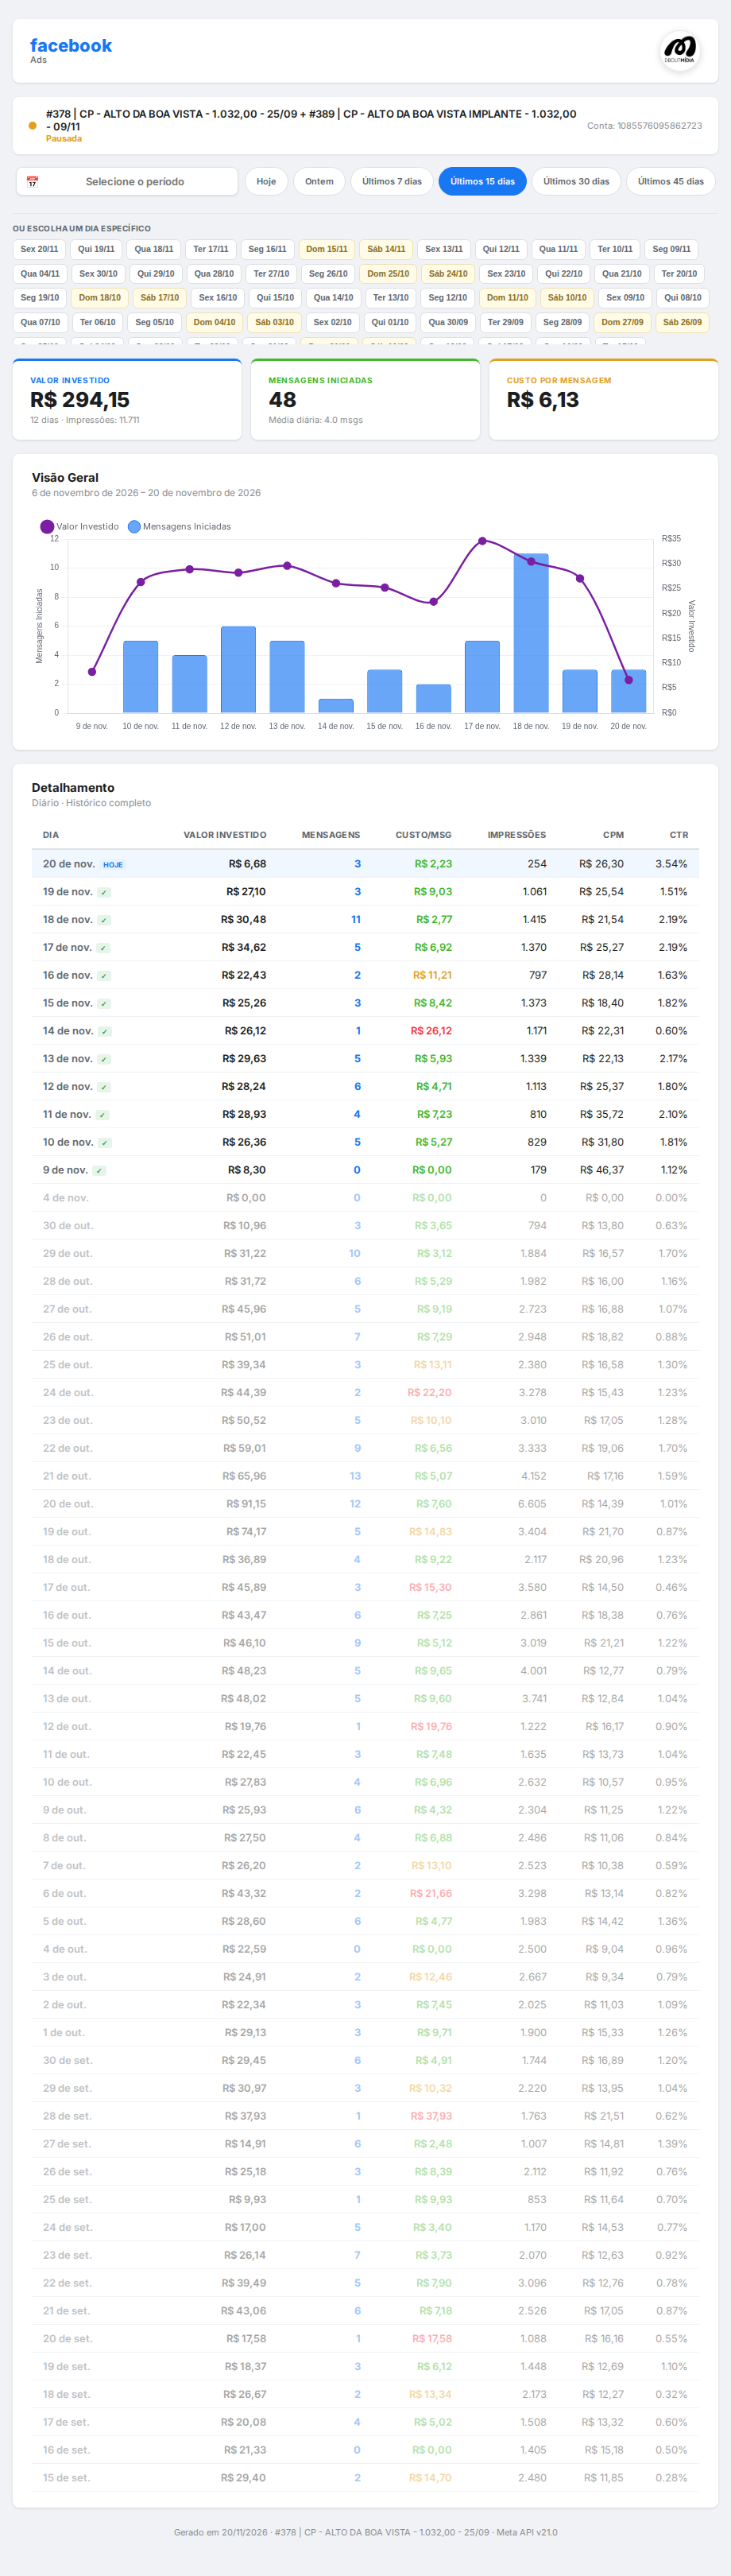 facebook
Ads
DBOUTMÍDIA
#378 | CP - ALTO DA BOA VISTA - 1.032,00 - 25/09 + #389 | CP - ALTO DA BOA VISTA IMPLANTE - 1.032,00
- 09/11
Pausada
Conta: 1085576095862723
Selecione o período
Hoje
Ontem
Últimos 7 dias
Últimos 15 dias
Últimos 30 dias
Últimos 45 dias
OU ESCOLHA UM DIA ESPECÍFICO
Sex 20/11 Qui 19/11 Qua 18/11 Ter 17/11 Seg 16/11 Dom 15/11 Sáb 14/11 Sex 13/11 Qui 12/11 Qua 11/11 Ter 10/11 Seg 09/11
Qua 04/11 Sex 30/10 Qui 29/10 Qua 28/10 Ter 27/10 Seg 26/10 Dom 25/10 Sáb 24/10 Sex 23/10 Qui 22/10 Qua 21/10 Ter 20/10
Seg 19/10 Dom 18/10 Sáb 17/10 Sex 16/10 Qui 15/10 Qua 14/10 Ter 13/10 Seg 12/10 Dom 11/10 Sáb 10/10 Sex 09/10 Qui 08/10
Qua 07/10 Ter 06/10 Seg 05/10 Dom 04/10 Sáb 03/10 Sex 02/10 Qui 01/10 Qua 30/09 Ter 29/09 Seg 28/09 Dom 27/09 Sáb 26/09
VALOR INVESTIDO
R$ 294,15
12 dias · Impressões: 11.711
MENSAGENS INICIADAS
48
Média diária: 4.0 msgs
CUSTO POR MENSAGEM
R$ 6,13
Visão Geral
6 de novembro de 2026 – 20 de novembro de 2026
Valor Investido Mensagens Iniciadas
12 R$35
10 R$30
8 R$25
6 R$20
4 R$15
2 R$10
0 R$5
R$0
Mensagens Iniciadas
Valor Investido
9 de nov. 10 de nov. 11 de nov. 12 de nov. 13 de nov. 14 de nov. 15 de nov. 16 de nov. 17 de nov. 18 de nov. 19 de nov. 20 de nov.
Detalhamento
Diário · Histórico completo
DIA VALOR INVESTIDO MENSAGENS CUSTO/MSG IMPRESSÕES CPM CTR
20 de nov. HOJE R$ 6,68 3 R$ 2,23 254 R$ 26,30 3.54%
19 de nov. ✓ R$ 27,10 3 R$ 9,03 1.061 R$ 25,54 1.51%
18 de nov. ✓ R$ 30,48 11 R$ 2,77 1.415 R$ 21,54 2.19%
17 de nov. ✓ R$ 34,62 5 R$ 6,92 1.370 R$ 25,27 2.19%
16 de nov. ✓ R$ 22,43 2 R$ 11,21 797 R$ 28,14 1.63%
15 de nov. ✓ R$ 25,26 3 R$ 8,42 1.373 R$ 18,40 1.82%
14 de nov. ✓ R$ 26,12 1 R$ 26,12 1.171 R$ 22,31 0.60%
13 de nov. ✓ R$ 29,63 5 R$ 5,93 1.339 R$ 22,13 2.17%
12 de nov. ✓ R$ 28,24 6 R$ 4,71 1.113 R$ 25,37 1.80%
11 de nov. ✓ R$ 28,93 4 R$ 7,23 810 R$ 35,72 2.10%
10 de nov. ✓ R$ 26,36 5 R$ 5,27 829 R$ 31,80 1.81%
9 de nov. ✓ R$ 8,30 0 R$ 0,00 179 R$ 46,37 1.12%
4 de nov. R$ 0,00 0 R$ 0,00 0 R$ 0,00 0.00%
30 de out. R$ 10,96 3 R$ 3,65 794 R$ 13,80 0.63%
29 de out. R$ 31,22 10 R$ 3,12 1.884 R$ 16,57 1.70%
28 de out. R$ 31,72 6 R$ 5,29 1.982 R$ 16,00 1.16%
27 de out. R$ 45,96 5 R$ 9,19 2.723 R$ 16,88 1.07%
26 de out. R$ 51,01 7 R$ 7,29 2.948 R$ 18,82 0.88%
25 de out. R$ 39,34 3 R$ 13,11 2.380 R$ 16,58 1.30%
24 de out. R$ 44,39 2 R$ 22,20 3.278 R$ 15,43 1.23%
23 de out. R$ 50,52 5 R$ 10,10 3.010 R$ 17,05 1.28%
22 de out. R$ 59,01 9 R$ 6,56 3.333 R$ 19,06 1.70%
21 de out. R$ 65,96 13 R$ 5,07 4.152 R$ 17,16 1.59%
20 de out. R$ 91,15 12 R$ 7,60 6.605 R$ 14,39 1.01%
19 de out. R$ 74,17 5 R$ 14,83 3.404 R$ 21,70 0.87%
18 de out. R$ 36,89 4 R$ 9,22 2.117 R$ 20,96 1.23%
17 de out. R$ 45,89 3 R$ 15,30 3.580 R$ 14,50 0.46%
16 de out. R$ 43,47 6 R$ 7,25 2.861 R$ 18,38 0.76%
15 de out. R$ 46,10 9 R$ 5,12 3.019 R$ 21,21 1.22%
14 de out. R$ 48,23 5 R$ 9,65 4.001 R$ 12,77 0.79%
13 de out. R$ 48,02 5 R$ 9,60 3.741 R$ 12,84 1.04%
12 de out. R$ 19,76 1 R$ 19,76 1.222 R$ 16,17 0.90%
11 de out. R$ 22,45 3 R$ 7,48 1.635 R$ 13,73 1.04%
10 de out. R$ 27,83 4 R$ 6,96 2.632 R$ 10,57 0.95%
9 de out. R$ 25,93 6 R$ 4,32 2.304 R$ 11,25 1.22%
8 de out. R$ 27,50 4 R$ 6,88 2.486 R$ 11,06 0.84%
7 de out. R$ 26,20 2 R$ 13,10 2.523 R$ 10,38 0.59%
6 de out. R$ 43,32 2 R$ 21,66 3.298 R$ 13,14 0.82%
5 de out. R$ 28,60 6 R$ 4,77 1.983 R$ 14,42 1.36%
4 de out. R$ 22,59 0 R$ 0,00 2.500 R$ 9,04 0.96%
3 de out. R$ 24,91 2 R$ 12,46 2.667 R$ 9,34 0.79%
2 de out. R$ 22,34 3 R$ 7,45 2.025 R$ 11,03 1.09%
1 de out. R$ 29,13 3 R$ 9,71 1.900 R$ 15,33 1.26%
30 de set. R$ 29,45 6 R$ 4,91 1.744 R$ 16,89 1.20%
29 de set. R$ 30,97 3 R$ 10,32 2.220 R$ 13,95 1.04%
28 de set. R$ 37,93 1 R$ 37,93 1.763 R$ 21,51 0.62%
27 de set. R$ 14,91 6 R$ 2,48 1.007 R$ 14,81 1.39%
26 de set. R$ 25,18 3 R$ 8,39 2.112 R$ 11,92 0.76%
25 de set. R$ 9,93 1 R$ 9,93 853 R$ 11,64 0.70%
24 de set. R$ 17,00 5 R$ 3,40 1.170 R$ 14,53 0.77%
23 de set. R$ 26,14 7 R$ 3,73 2.070 R$ 12,63 0.92%
22 de set. R$ 39,49 5 R$ 7,90 3.096 R$ 12,76 0.78%
21 de set. R$ 43,06 6 R$ 7,18 2.526 R$ 17,05 0.87%
20 de set. R$ 17,58 1 R$ 17,58 1.088 R$ 16,16 0.55%
19 de set. R$ 18,37 3 R$ 6,12 1.448 R$ 12,69 1.10%
18 de set. R$ 26,67 2 R$ 13,34 2.173 R$ 12,27 0.32%
17 de set. R$ 20,08 4 R$ 5,02 1.508 R$ 13,32 0.60%
16 de set. R$ 21,33 0 R$ 0,00 1.405 R$ 15,18 0.50%
15 de set. R$ 29,40 2 R$ 14,70 2.480 R$ 11,85 0.28%
Gerado em 20/11/2026 · #378 | CP - ALTO DA BOA VISTA - 1.032,00 - 25/09 · Meta API v21.0